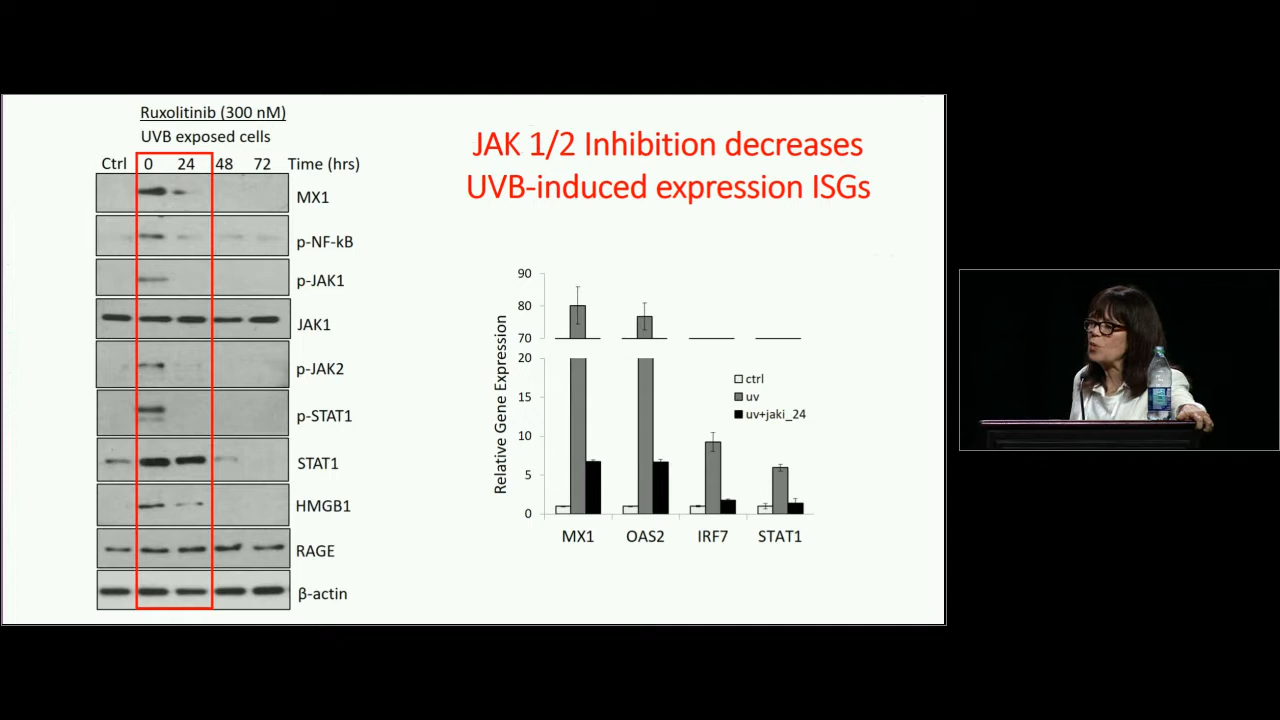 Ruxolitinib (300 nM)
UVB exposed cells
Ctrl 0 24 48 72 Time (hrs)
MX1
p-NF-kB
p-JAK1
JAK1
p-JAK2
p-STAT1
STAT1
HMGB1
RAGE
β-actin
JAK 1/2 Inhibition decreases
UVB-induced expression ISGs
Relative Gene Expression
90
80
70
20
15
10
5
0
ctrl
uv
uv+jaki_24
MX1 OAS2 IRF7 STAT1